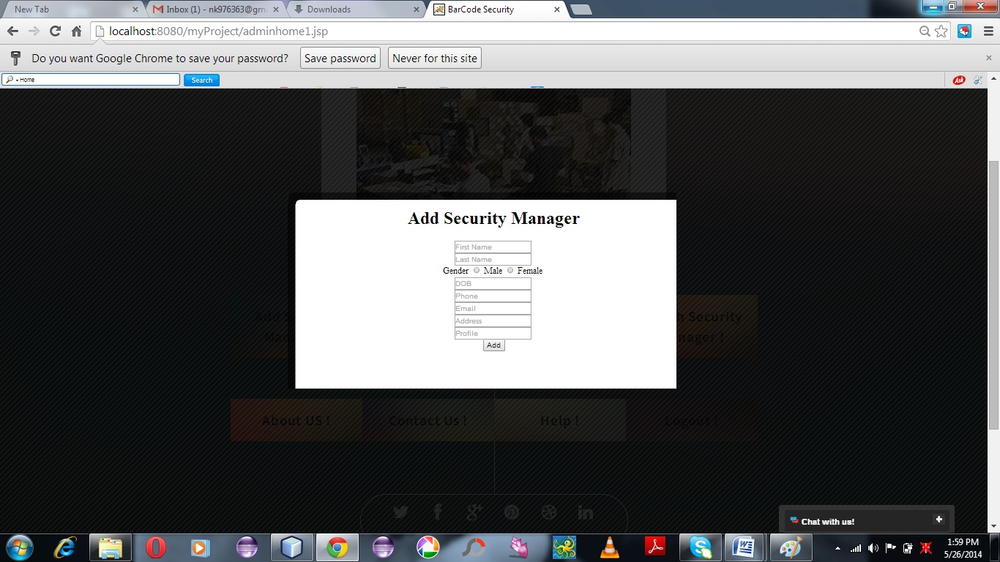 New Tab
Inbox (1) - nk976363@gm
Downloads
BarCode Security
localhost:8080/myProject/adminhome1.jsp
Do you want Google Chrome to save your password? Save password Never for this site
Home Search Ask
Add Security Manager
First Name
Last Name
Gender Male Female
DOB
Phone
Email
Address
Profile
Add
Security
About US ! Contact Us ! Help ! Logout !
Chat with us! +
1:59 PM
5/26/2014